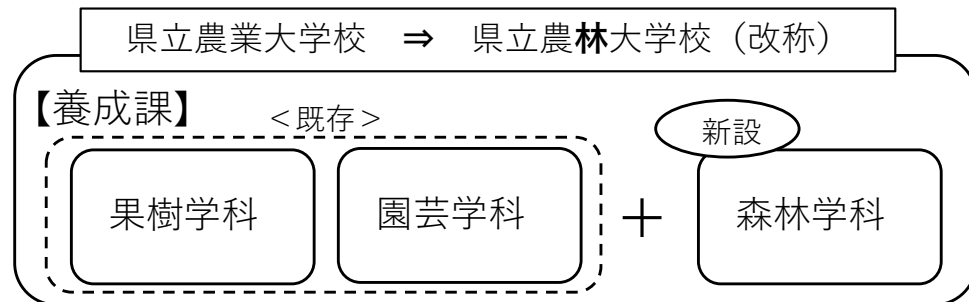 県立農業大学校 ⇒ 県立農林大学校（改称）
【養成課】
＜既存＞
新設
果樹学科 園芸学科 ＋ 森林学科